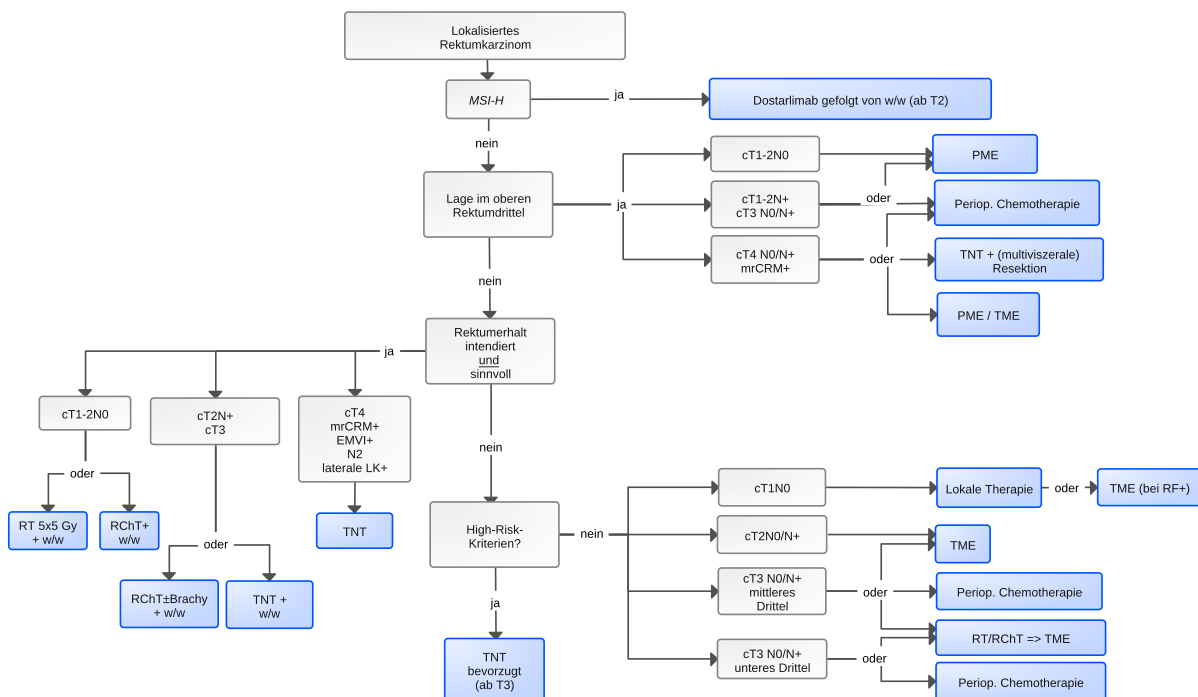 Lokalisiertes
Rektumkarzinom
MSI-H
ja
Dostarlimab gefolgt von w/w (ab T2)
nein
Lage im oberen
Rektumdrittel
ja
cT1-2N0
PME
cT1-2N+
cT3 N0/N+
oder
Periop. Chemotherapie
cT4 N0/N+
mrCRM+
oder
TNT + (multiviszerale)
Resektion
PME / TME
nein
Rektumerhalt
intendiert
und
sinnvoll
ja
cT1-2N0
cT2N+
cT3
cT4
mrCRM+
EMVI+
N2
laterale LK+
oder
RT 5x5 Gy
+ w/w
RChT+
w/w
TNT
oder
RChT±Brachy
+ w/w
TNT +
w/w
nein
High-Risk-
Kriterien?
nein
cT1N0
Lokale Therapie
oder
TME (bei RF+)
cT2N0/N+
TME
cT3 N0/N+
mittleres
Drittel
oder
Periop. Chemotherapie
RT/RChT => TME
cT3 N0/N+
unteres Drittel
oder
Periop. Chemotherapie
ja
TNT
bevorzugt
(ab T3)